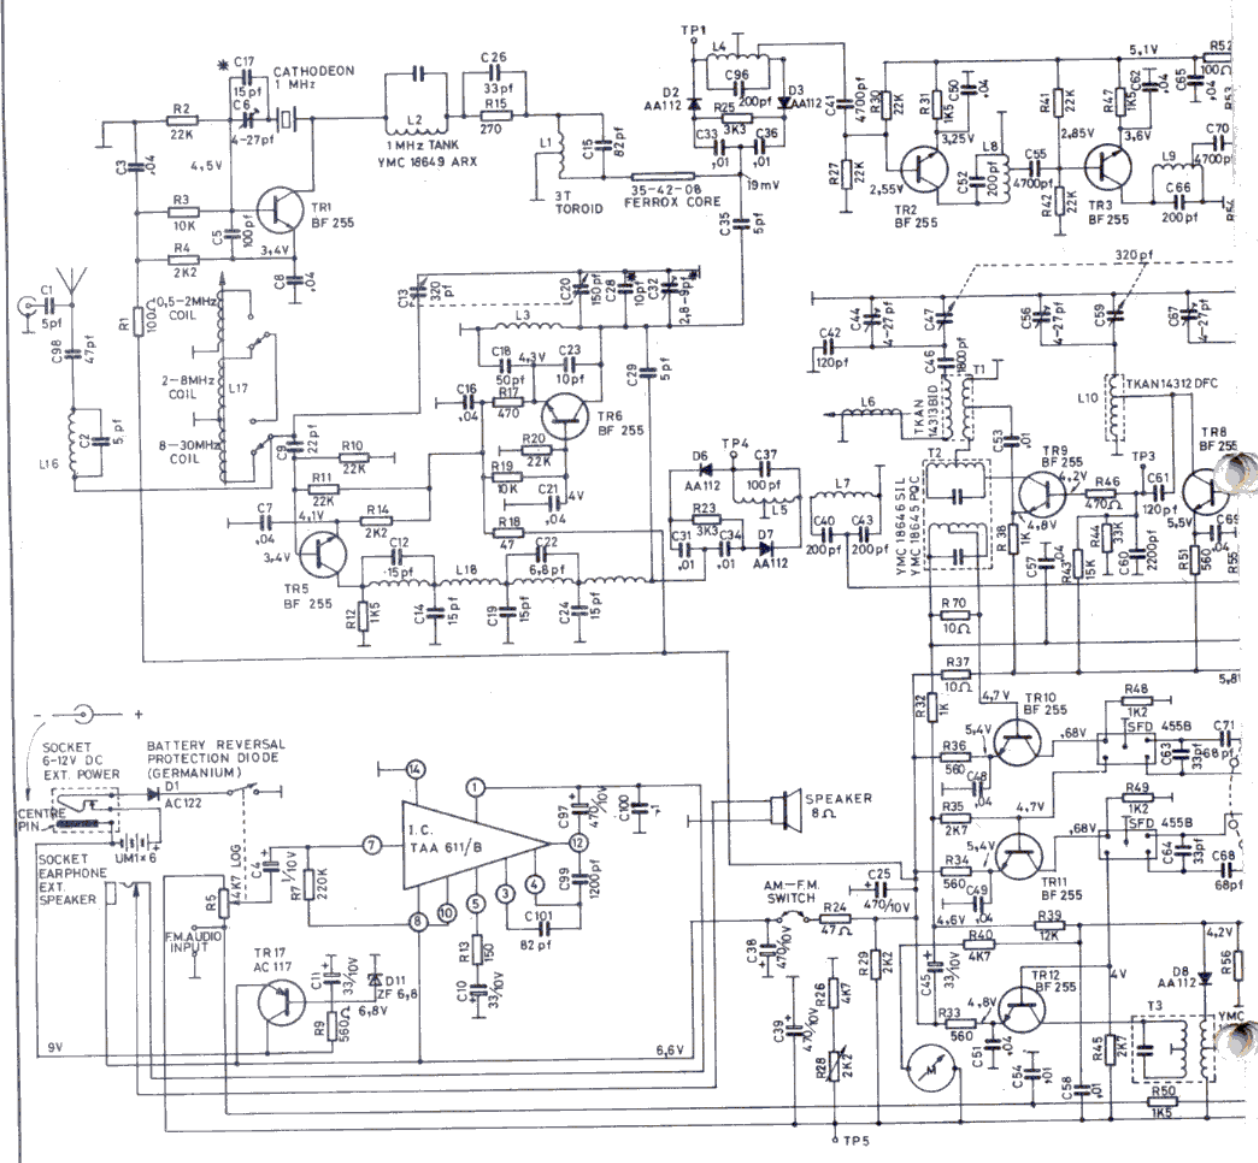 TP1
L4
C96
200pf
D2
AA112
D3
AA112
R25
3K3
C33
,01
C36
,01
19mV
C35
5pf
*
C17
15pf
C6
4-27pf
CATHODEON
1 MHz
R2
22K
C3
,04
4,5V
R3
10K
R4
2K2
C5
100pf
3,4V
TR1
BF 255
C8
,04
L2
1MHz TANK
YMC 18649 ARX
C26
33pf
R15
270
L1
3T
TOROID
C15
82pf
35-42-08
FERROX CORE
C41
4700pf
R30
22K
R27
22K
2,55V
R31
1K5
C50
,04
3,25V
TR2
BF 255
L8
C52
200pf
C55
4700pf
R41
22K
2,85V
R42
22K
R47
1K5
C62
,04
3,6V
TR3
BF 255
5,1V
C65
,04
R52
100Ω
R53
L9
C66
200pf
C70
4700p
R54
C1
5pf
C98
47pf
L16
C2
5pf
R1
100Ω
0,5-2MHz
COIL
2-8MHz
COIL
L17
8-30MHz
COIL
C9
22pf
C13
320
pf
C20
150pf
C28
10pf
*
C32
2,8-9pf
L3
C18
50pf
4,3V
C23
10pf
C16
,04
R17
470
TR6
BF 255
R20
22K
R19
10K
C21
,04
4V
R18
47
C29
5pf
R10
22K
R11
22K
C7
,04
4,1V
R14
2K2
3,4V
TR5
BF 255
C12
15pf
L18
C22
6,8pf
R12
1K5
C14
15pf
C19
15pf
C24
15pf
TP4
D6
AA112
C37
100pf
L5
R23
3K3
C31
,01
C34
,01
D7
AA112
L7
C40
200pf
C43
200pf
320pf
C42
120pf
C44
4-27pf
C47
C46
1800pf
C56
4-27pf
C59
C67
4-27pf
T1
L6
TKAN
14313BID
L10
TKAN14312DFC
C53
,01
T2
YMC 18646 SIL
YMC 18645 PQC
TR9
BF 255
4,2V
4,8V
R38
1K
C57
,04
R43
15K
R46
470Ω
R44
33K
TP3
C61
120pf
C60
2200pf
TR8
BF 255
5,5V
R51
560
C69
,04
R55
R70
10Ω
R37
10Ω
R32
1K
5,8
4,7V
TR10
BF 255
R36
560
5,4V
C48
,04
,68V
R48
1K2
SFD 455B
C63
33pf
C71
68pf
R35
2K7
4,7V
R34
560
5,4V
C49
,04
TR11
BF 255
,68V
R49
1K2
SFD 455B
C64
33pf
C68
68pf
4,6V
R39
12K
R40
4K7
C45
33/10V
R33
560
4,8V
TR12
BF 255
4V
C51
,04
C54
,01
C58
,01
R45
2K7
M
4,2V
D8
AA112
R56
T3
YMC
R50
1K5
- +
SOCKET
6-12V DC
EXT. POWER
CENTRE
PIN
BATTERY REVERSAL
PROTECTION DIODE
(GERMANIUM)
D1
AC122
UM1×6
SOCKET
EARPHONE
EXT.
SPEAKER
R5
4K7 LOG
F.M.AUDIO
INPUT
C4
1/10V
R7
220K
I.C.
TAA 611/B
14
1
7
12
8
10
5
3
4
C97
470/10V
C100
,1
C99
1200pf
C101
82pf
R13
150
C10
33/10V
SPEAKER
8Ω
TR17
AC117
C11
33/10V
D11
ZF 6,8
6,8V
R9
560Ω
9V
6,6V
A.M.-F.M.
SWITCH
C25
470/10V
R24
47Ω
C38
470/10V
C39
470/10V
R26
4K7
R28
2K2
R29
2K2
TP5